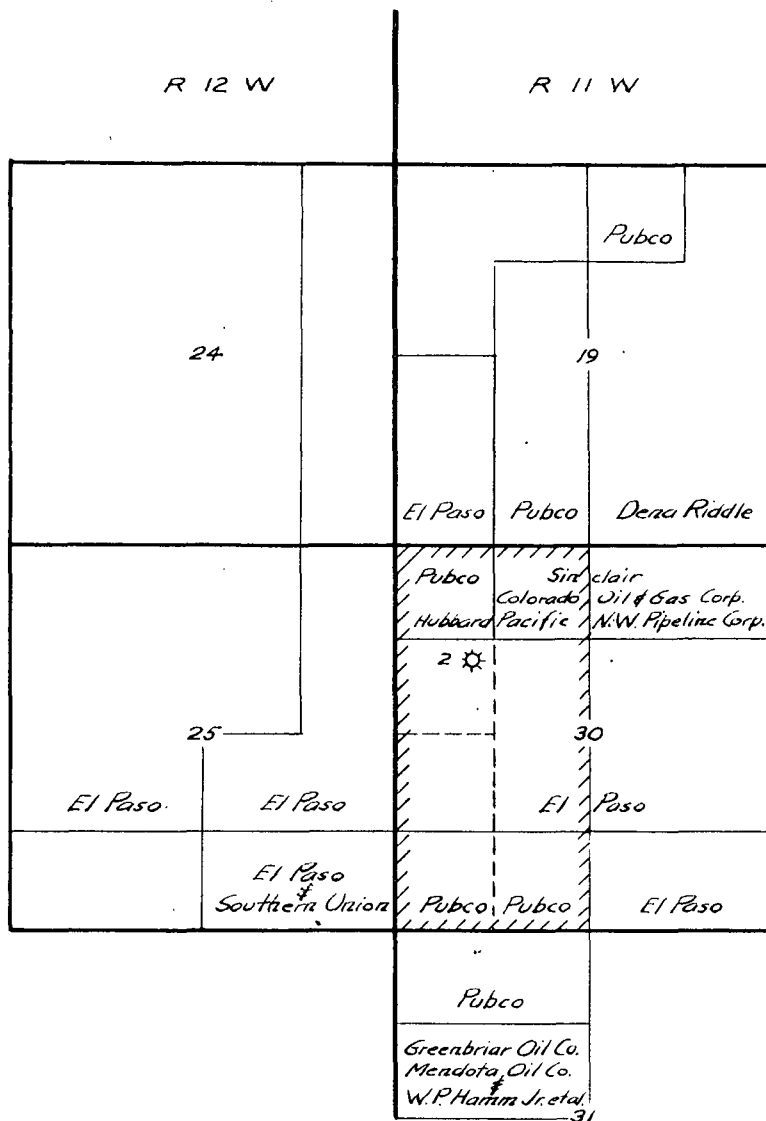 R 12 W
R 11 W
Pubco
24
19
El Paso
Pubco
Dena Riddle
Pubco
Sinclair
Colorado Oil & Gas Corp.
Hubbard Pacific N.W. Pipeline Corp.
2
25
30
El Paso
El Paso
El Paso
El Paso
&
Southern Union
Pubco
Pubco
El Paso
Pubco
Greenbriar Oil Co.
Mendota Oil Co.
&
W.P. Hamm Jr. etal.
31